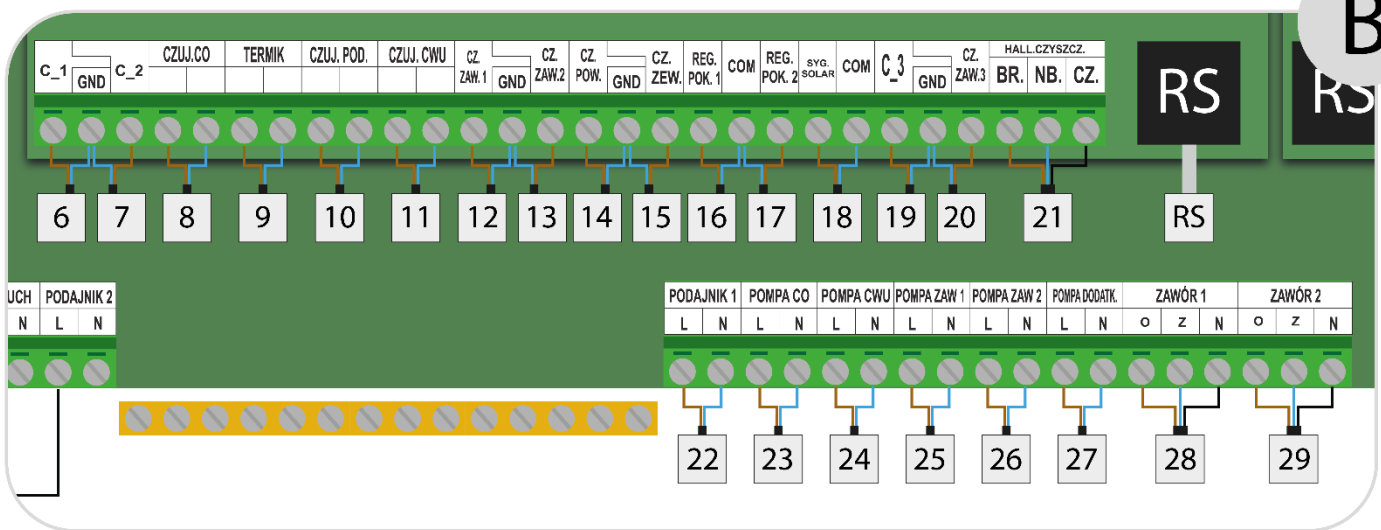 B
C_1 GND C_2 CZUJ.CO TERMIK CZUJ. POD. CZUJ. CWU CZ. ZAW. 1 GND CZ. ZAW.2 CZ. POW. GND CZ. ZEW. REG. POK. 1 COM REG. POK. 2 SYG. SOLAR COM C_3 GND CZ. ZAW.3 HALL.CZYSZCZ. BR. NB. CZ.
RS RS
6 7 8 9 10 11 12 13 14 15 16 17 18 19 20 21 RS
UCH PODAJNIK 2 PODAJNIK 1 POMPA CO POMPA CWU POMPA ZAW 1 POMPA ZAW 2 POMPA DODATK. ZAWÓR 1 ZAWÓR 2
N L N L N L N L N L N L N L N O Z N O Z N
22 23 24 25 26 27 28 29